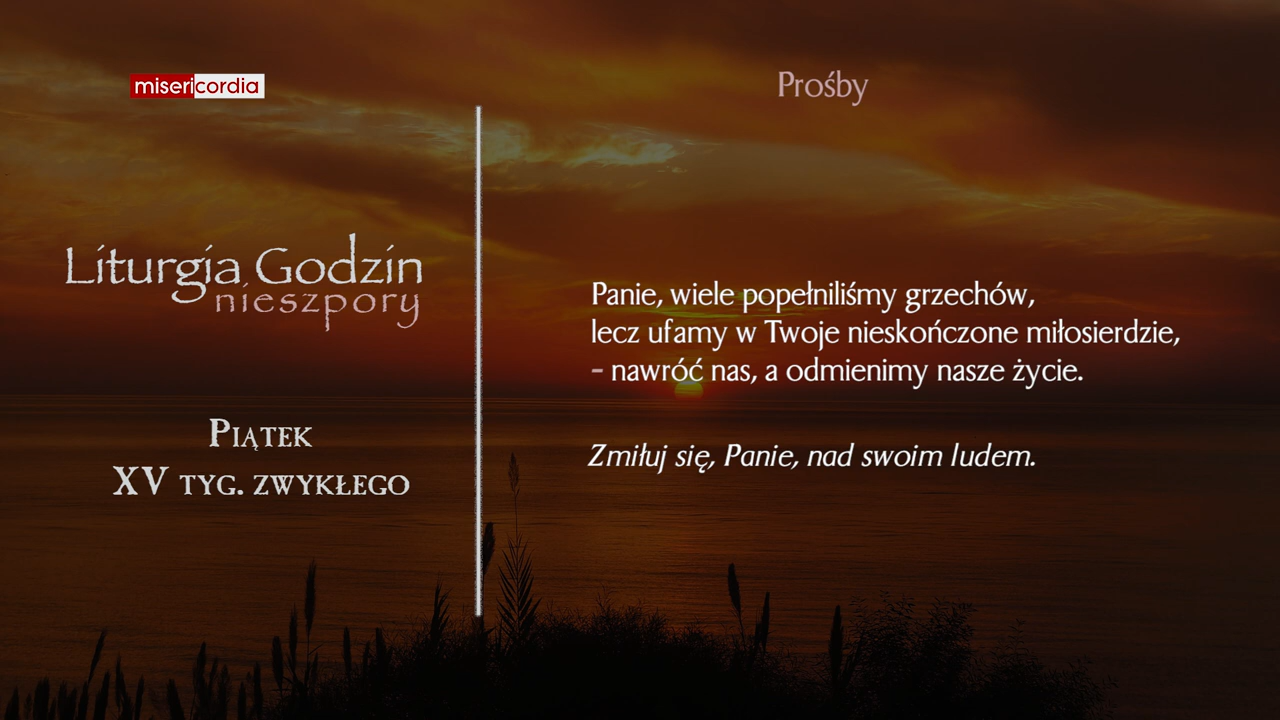 misericordia
Liturgia Godzin
nieszpory
Piątek
XV tyg. zwykłego
Prośby
Panie, wiele popełniliśmy grzechów,
lecz ufamy w Twoje nieskończone miłosierdzie,
- nawróć nas, a odmienimy nasze życie.
Zmiłuj się, Panie, nad swoim ludem.